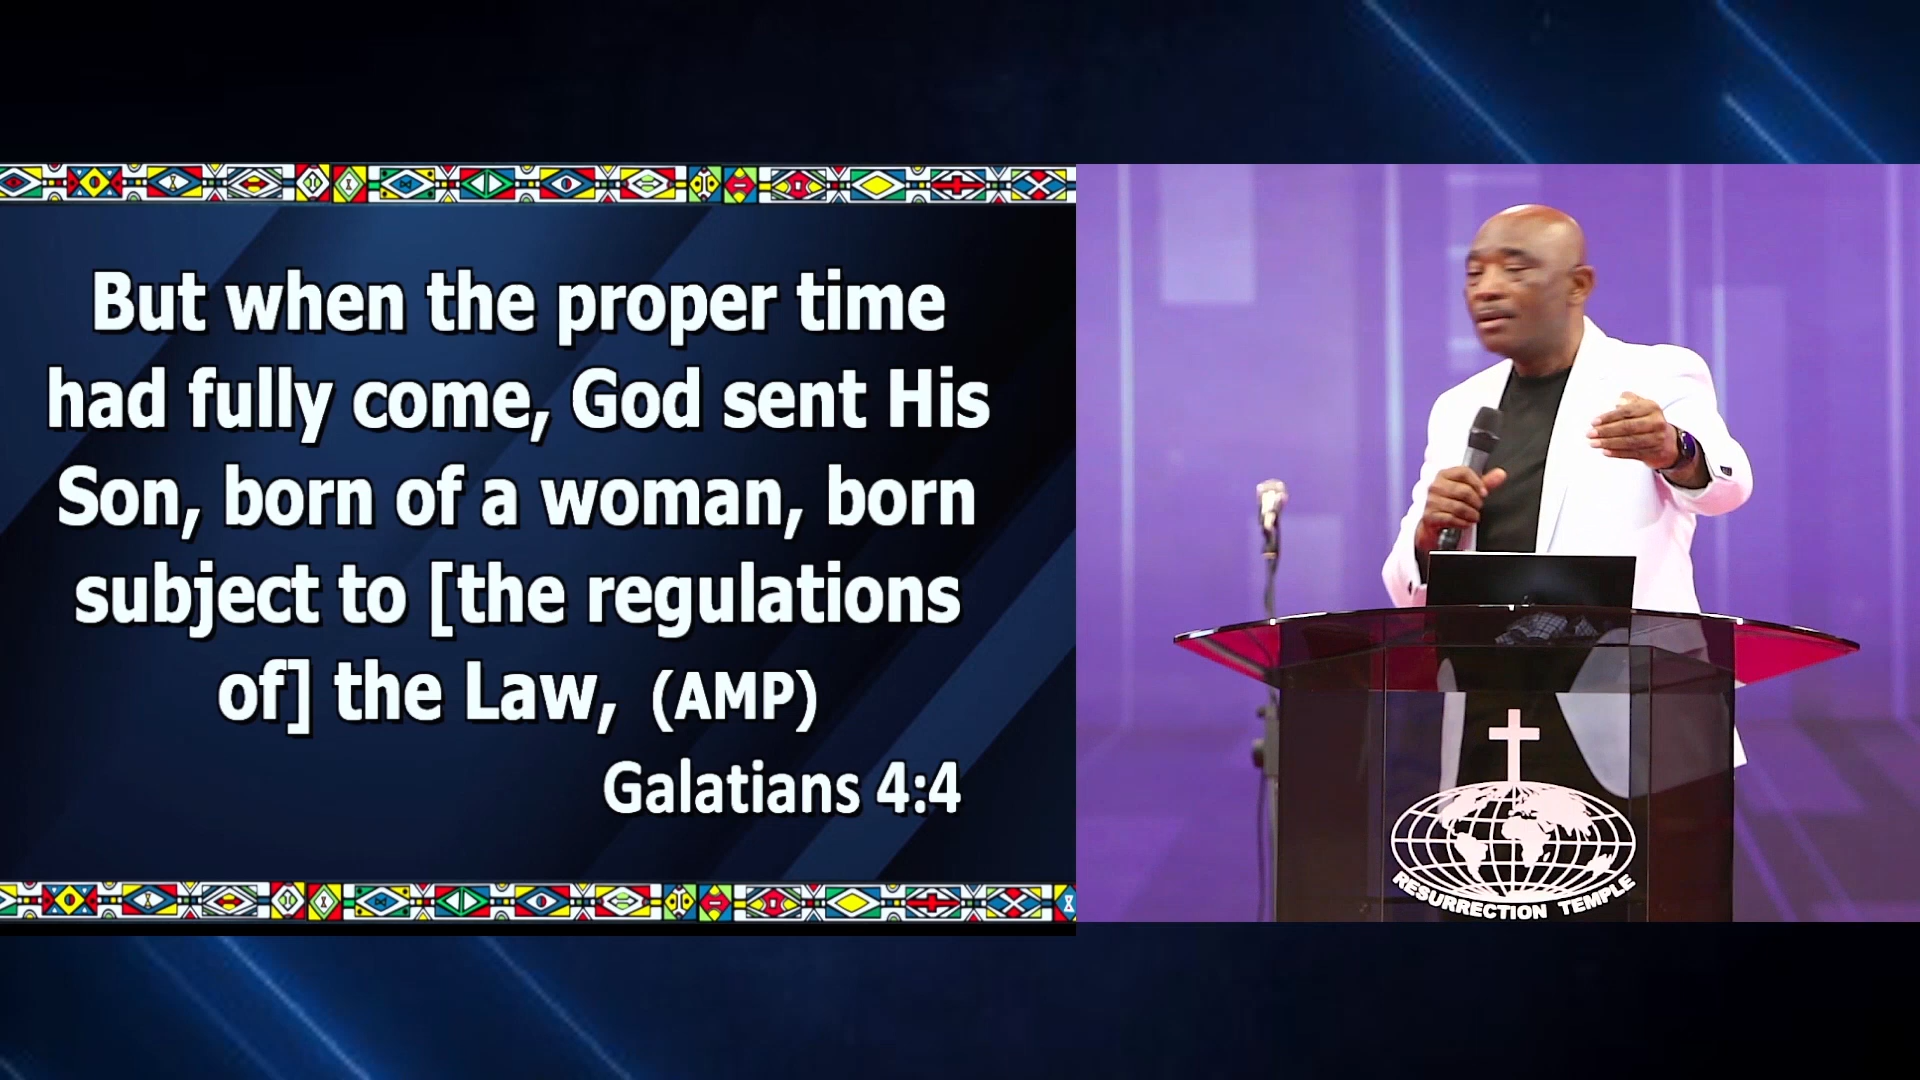 But when the proper time
had fully come, God sent His
Son, born of a woman, born
subject to [the regulations
of] the Law, (AMP)
Galatians 4:4
RESURRECTION TEMPLE